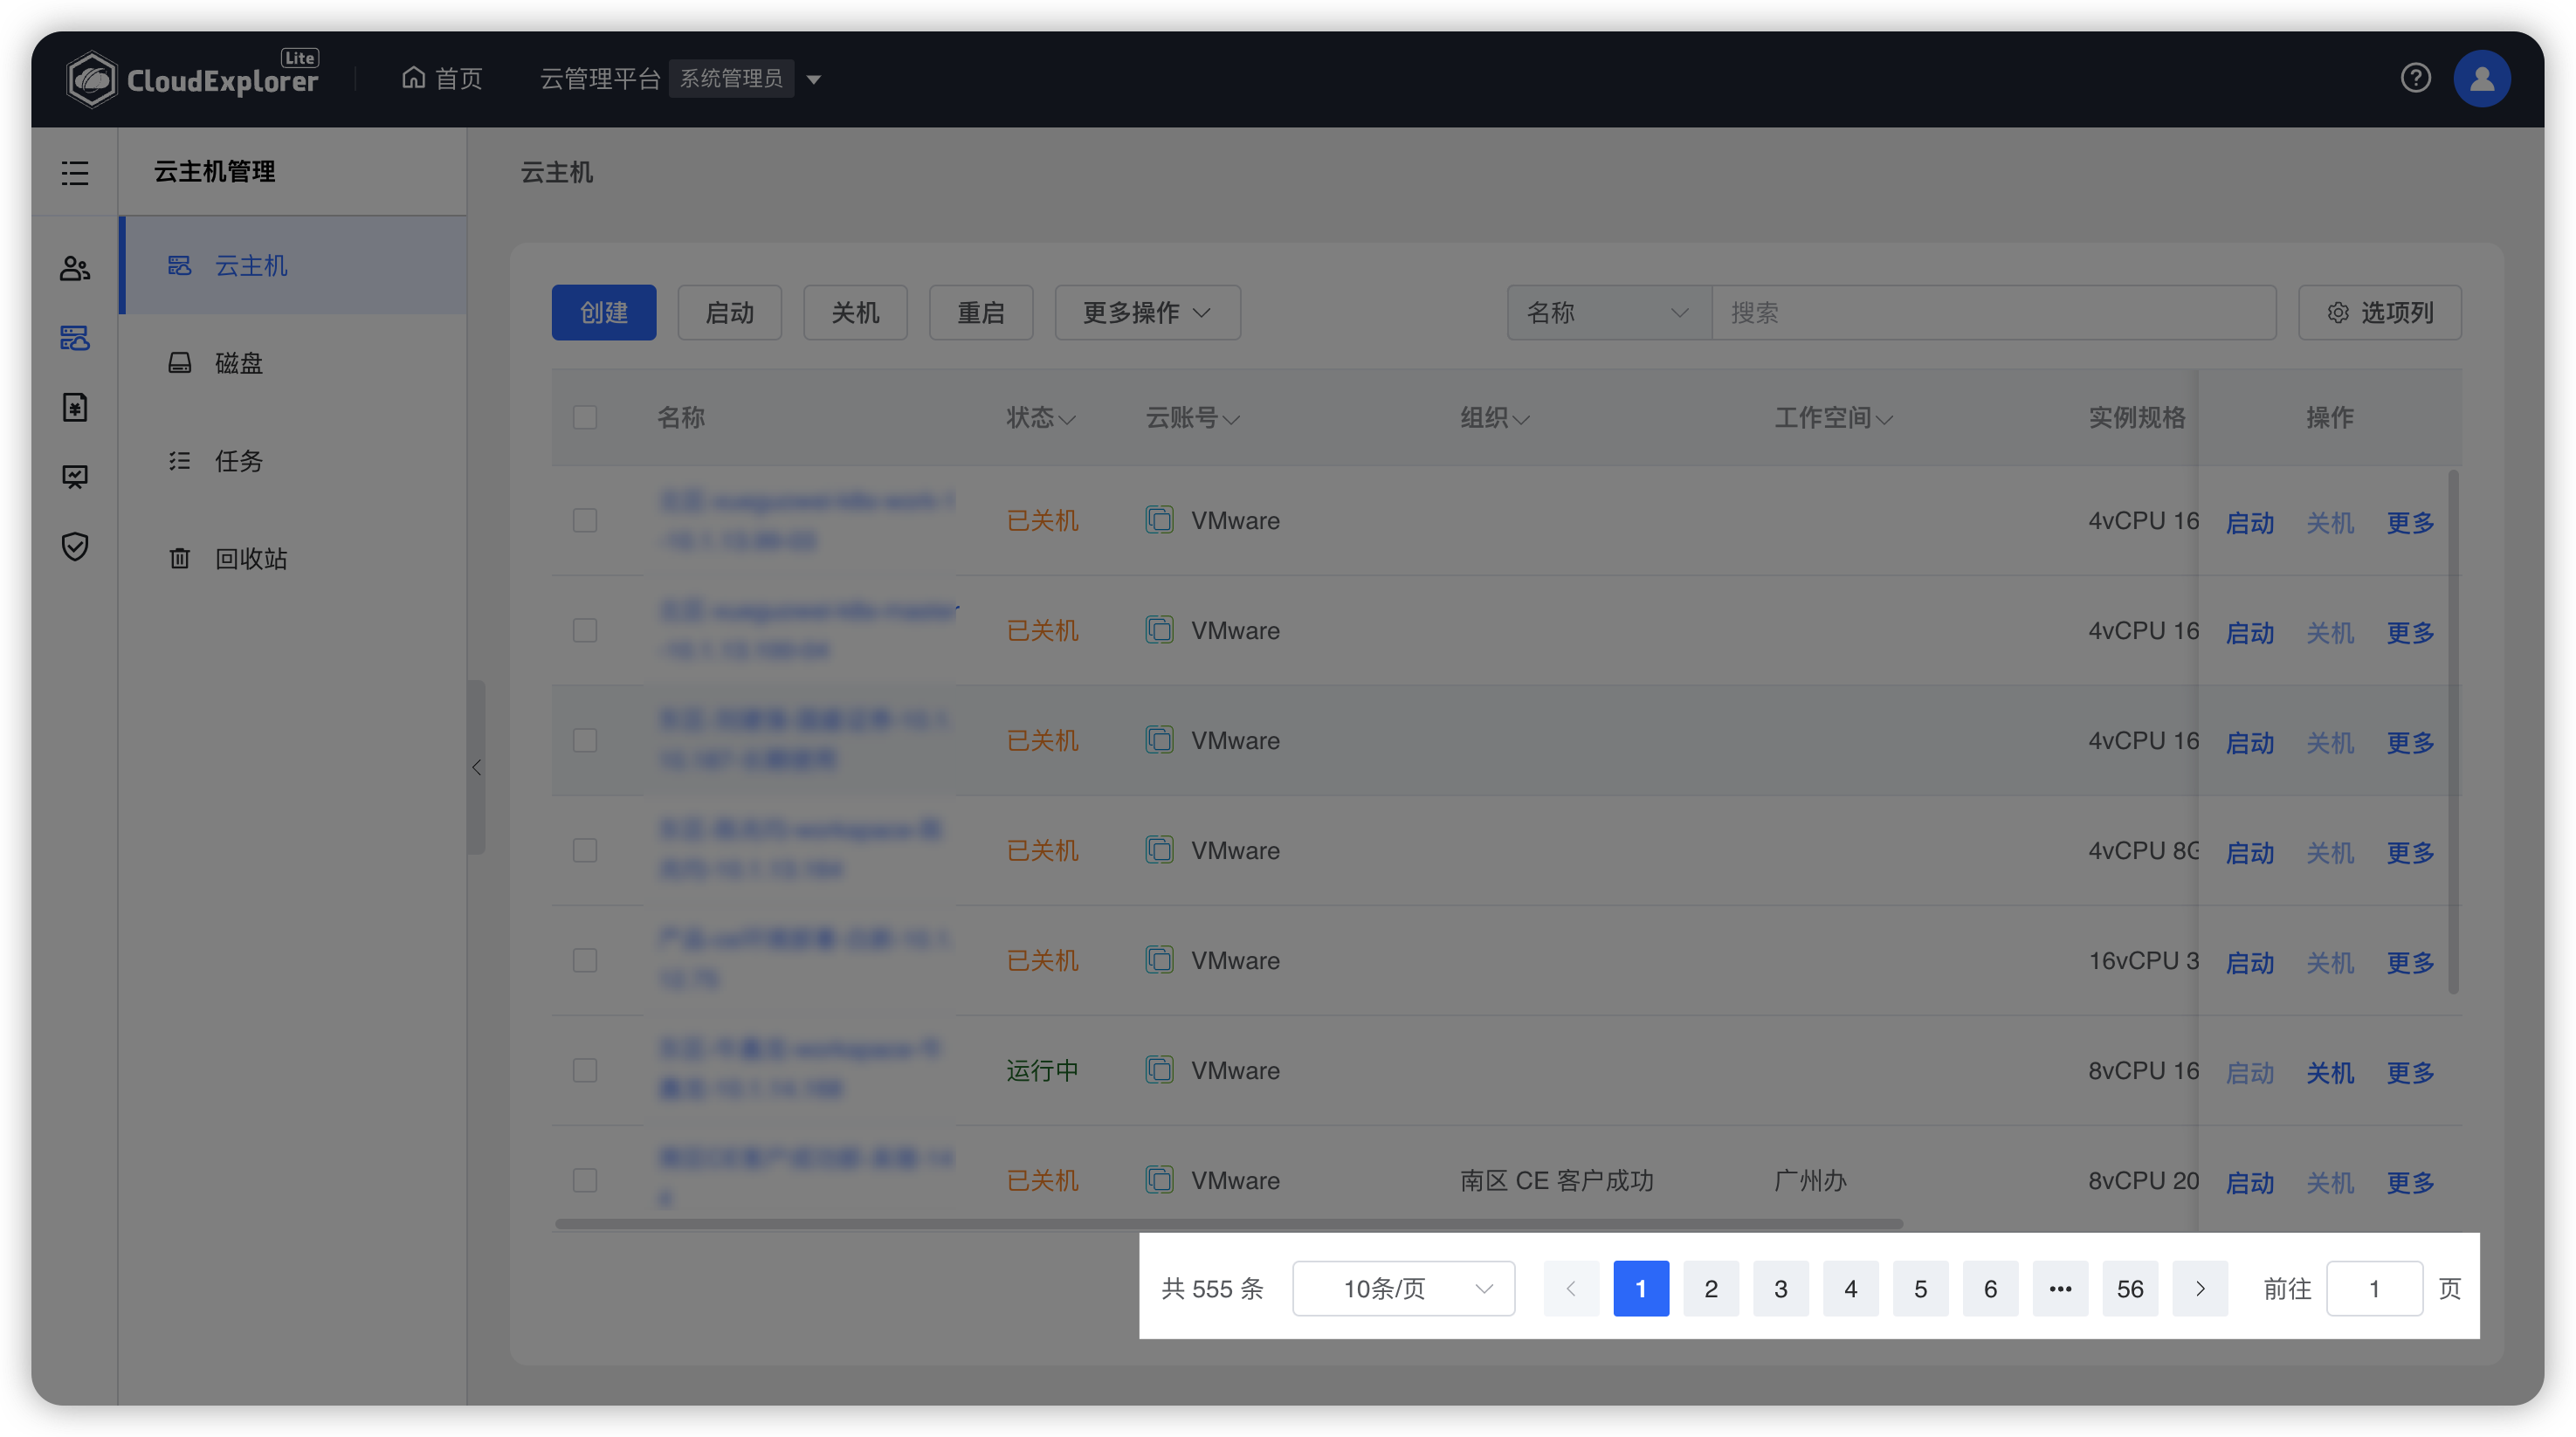 CloudExplorer Lite 首页 云管理平台 系统管理员
云主机管理
云主机
磁盘
任务
回收站
云主机
创建 启动 关机 重启 更多操作 名称 搜索 选项列
名称 状态 云账号 组织 工作空间 实例规格 操作
已关机 VMware 4vCPU 16 启动 关机 更多
已关机 VMware 4vCPU 16 启动 关机 更多
已关机 VMware 4vCPU 16 启动 关机 更多
已关机 VMware 4vCPU 8G 启动 关机 更多
已关机 VMware 16vCPU 3 启动 关机 更多
运行中 VMware 8vCPU 16 启动 关机 更多
已关机 VMware 南区 CE 客户成功 广州办 8vCPU 20 启动 关机 更多
共 555 条 10条/页 1 2 3 4 5 6 ••• 56 前往 1 页